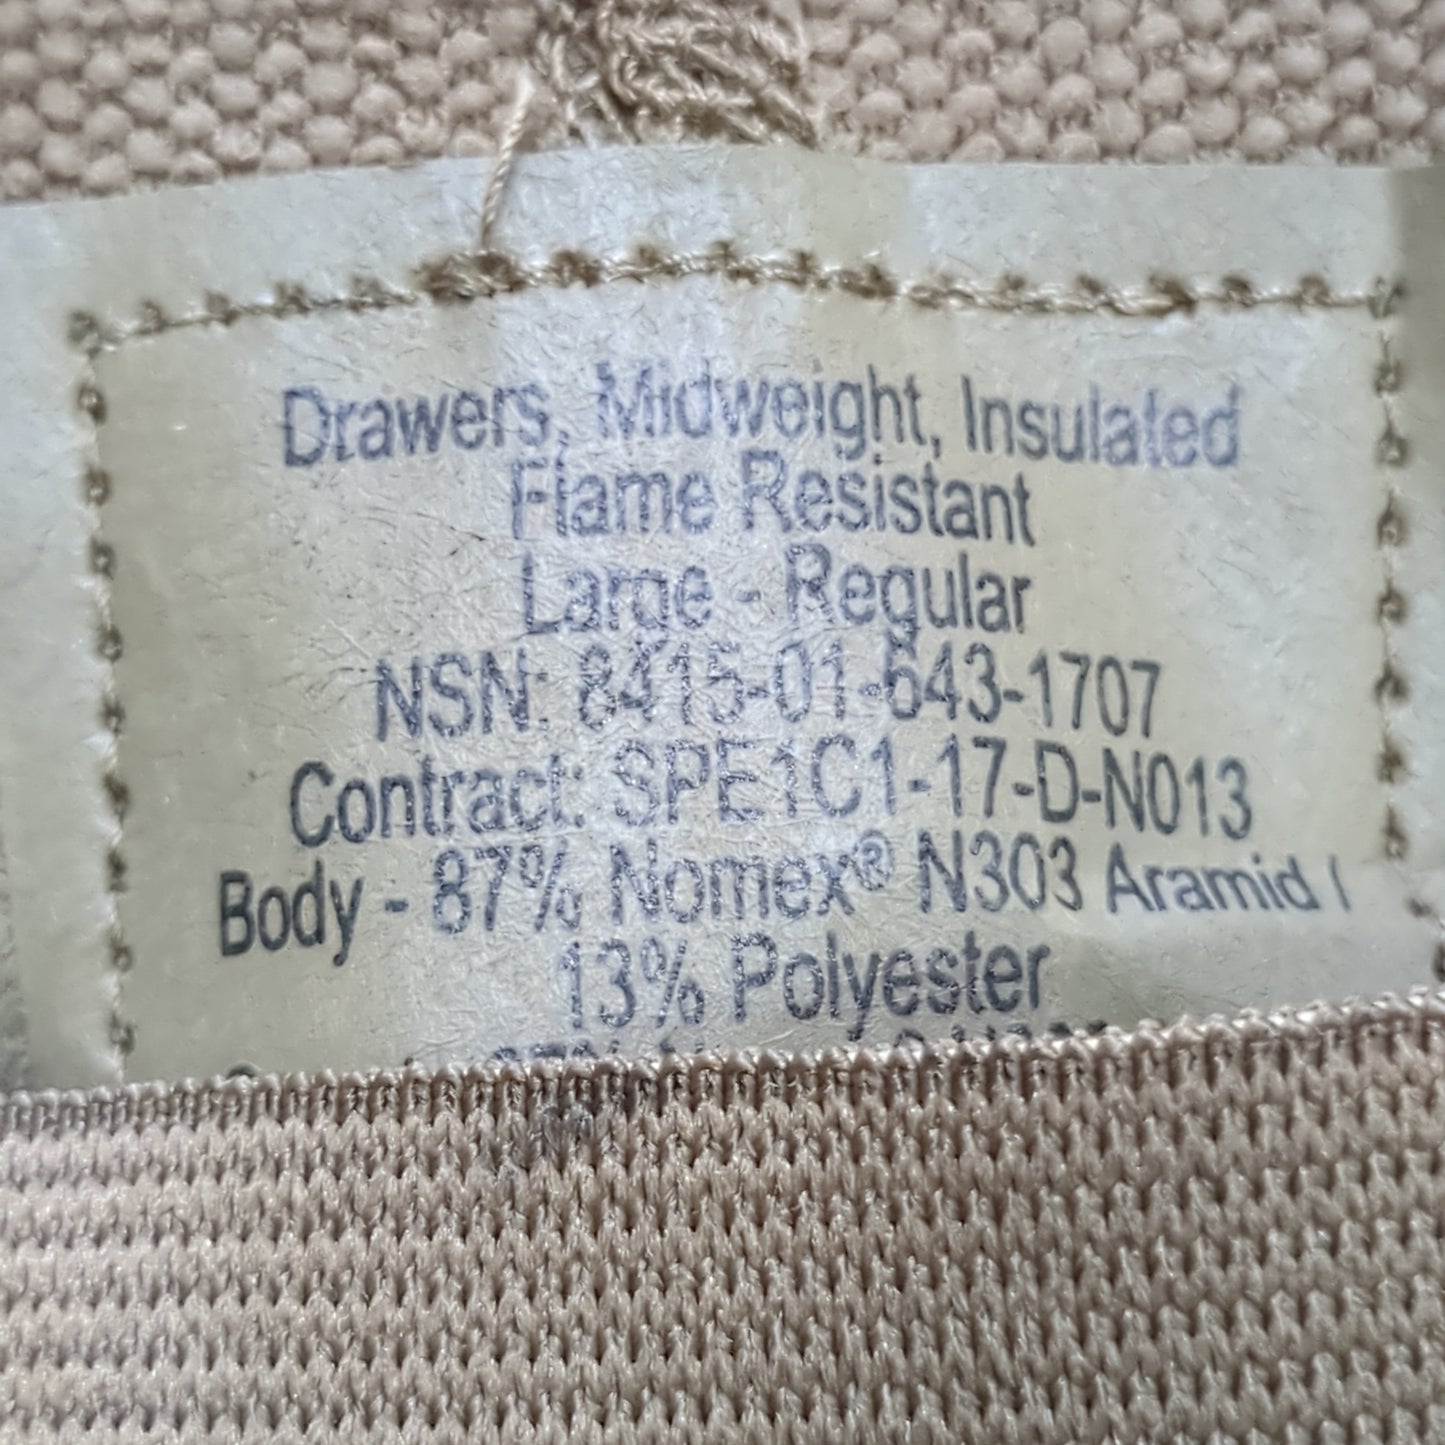 Drawers, Midweight, Insulated
Flame Resistant
Large - Regular
NSN: 8415-01-643-1707
Contract: SPE1C1-17-D-N013
Body - 87% Nomex® N303 Aramid /
13% Polyester